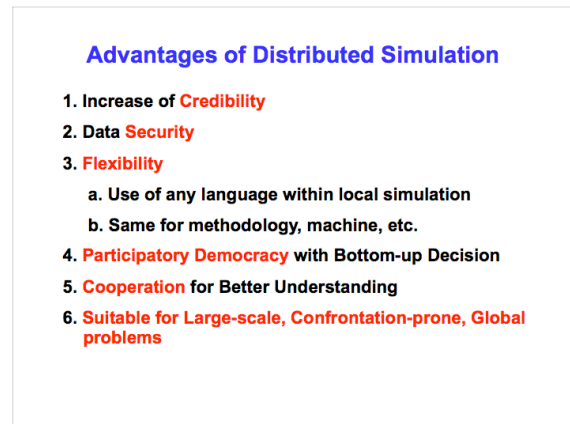 Advantages of Distributed Simulation
1. Increase of Credibility
2. Data Security
3. Flexibility
a. Use of any language within local simulation
b. Same for methodology, machine, etc.
4. Participatory Democracy with Bottom-up Decision
5. Cooperation for Better Understanding
6. Suitable for Large-scale, Confrontation-prone, Global
problems